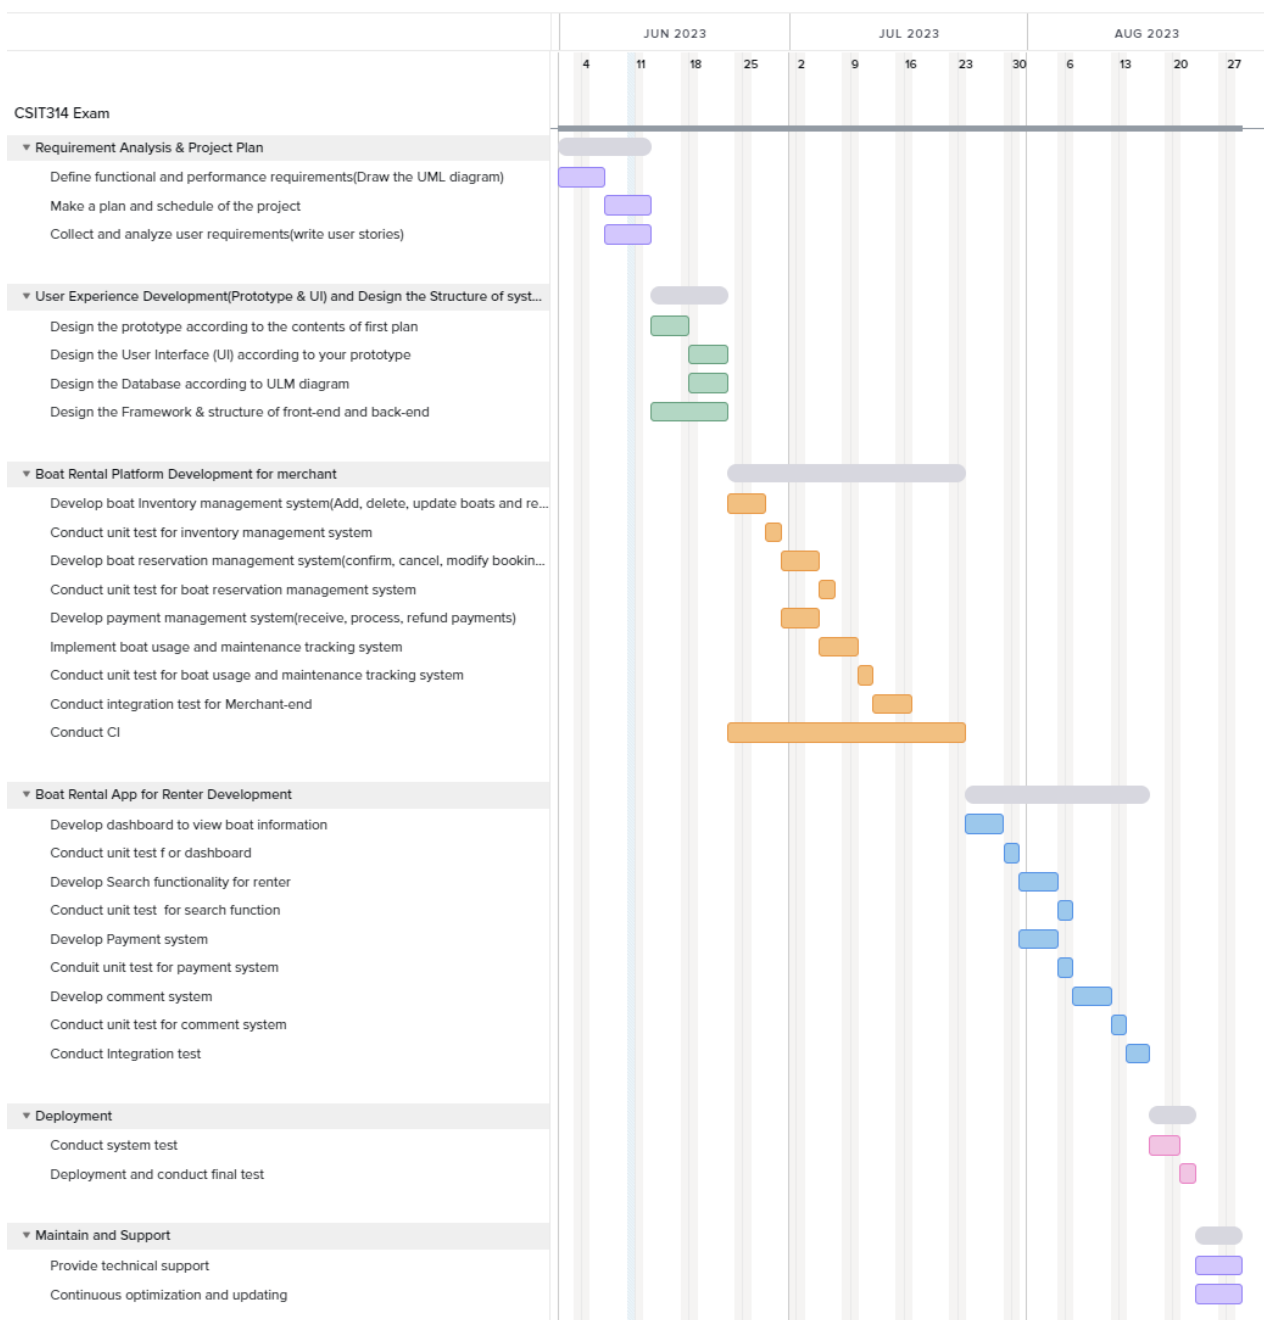 JUN 2023 JUL 2023 AUG 2023
4 11 18 25 2 9 16 23 30 6 13 20 27
CSIT314 Exam
Requirement Analysis & Project Plan
Define functional and performance requirements(Draw the UML diagram)
Make a plan and schedule of the project
Collect and analyze user requirements(write user stories)
User Experience Development(Prototype & UI) and Design the Structure of syst...
Design the prototype according to the contents of first plan
Design the User Interface (UI) according to your prototype
Design the Database according to ULM diagram
Design the Framework & structure of front-end and back-end
Boat Rental Platform Development for merchant
Develop boat Inventory management system(Add, delete, update boats and re...
Conduct unit test for inventory management system
Develop boat reservation management system(confirm, cancel, modify bookin...
Conduct unit test for boat reservation management system
Develop payment management system(receive, process, refund payments)
Implement boat usage and maintenance tracking system
Conduct unit test for boat usage and maintenance tracking system
Conduct integration test for Merchant-end
Conduct CI
Boat Rental App for Renter Development
Develop dashboard to view boat information
Conduct unit test f or dashboard
Develop Search functionality for renter
Conduct unit test  for search function
Develop Payment system
Conduit unit test for payment system
Develop comment system
Conduct unit test for comment system
Conduct Integration test
Deployment
Conduct system test
Deployment and conduct final test
Maintain and Support
Provide technical support
Continuous optimization and updating